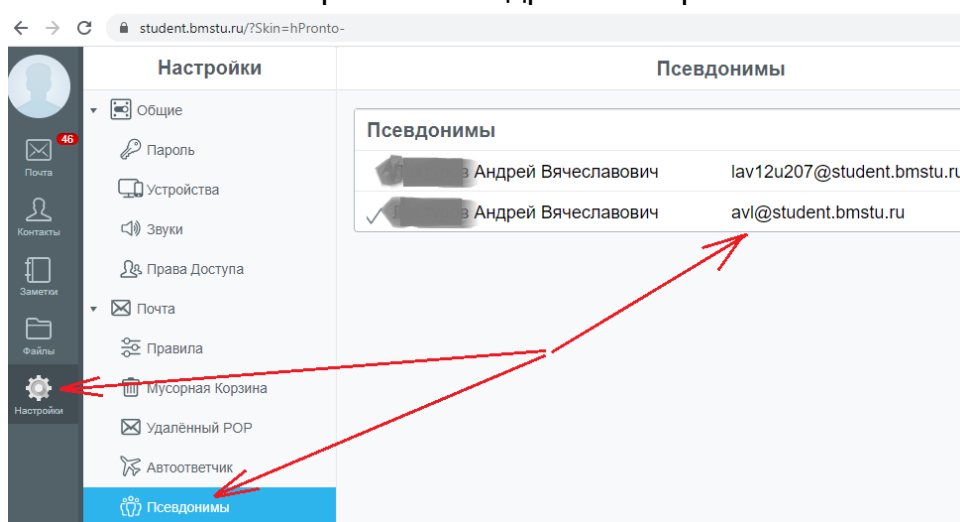 student.bmstu.ru/?Skin=hPronto-
Настройки
Псевдонимы
46
Почта
Контакты
Заметки
Файлы
Настройки
Общие
Пароль
Устройства
Звуки
Права Доступа
Почта
Правила
Мусорная Корзина
Удалённый POP
Автоответчик
Псевдонимы
Псевдонимы
в Андрей Вячеславович lav12u207@student.bmstu.ru
в Андрей Вячеславович avl@student.bmstu.ru